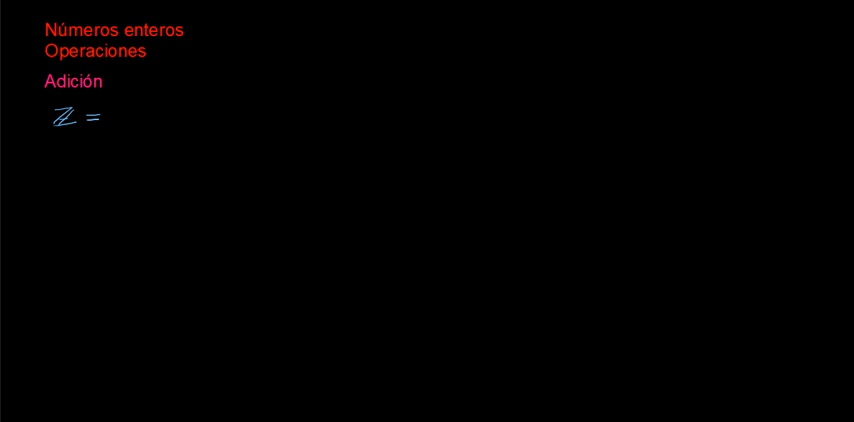 Números enteros
Operaciones
Adición
ℤ =